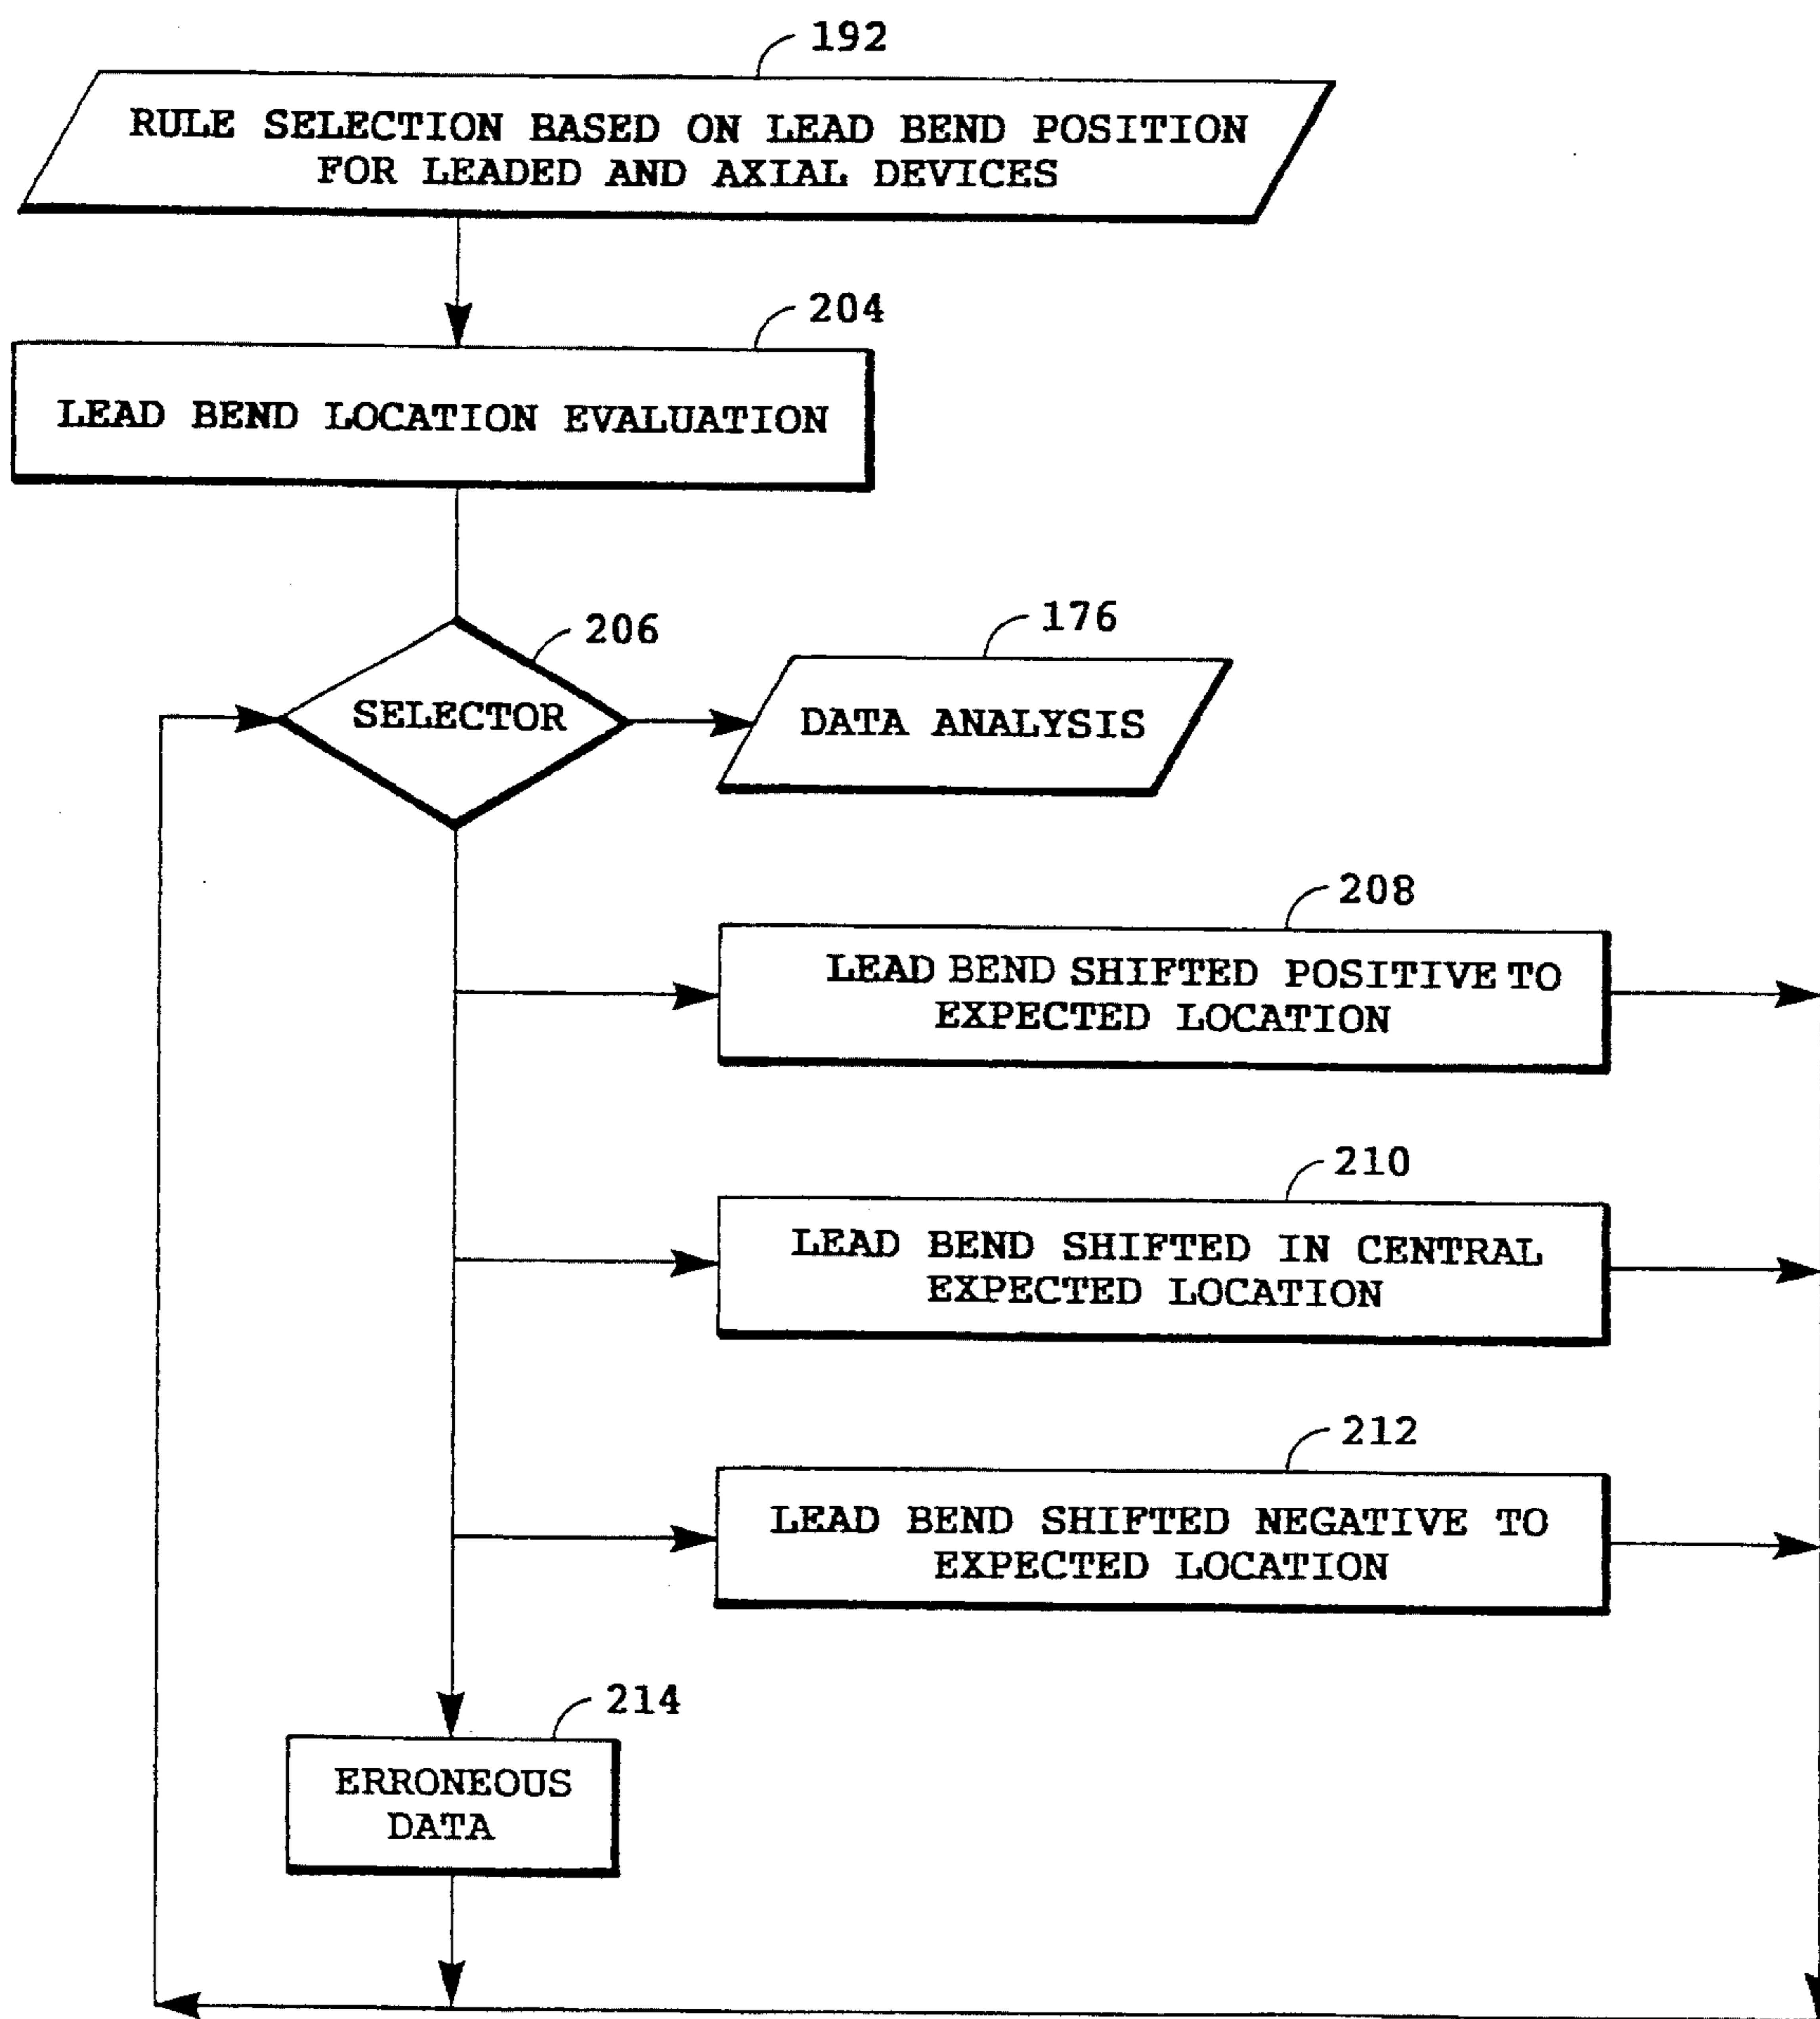 192
RULE SELECTION BASED ON LEAD BEND POSITION
FOR LEADED AND AXIAL DEVICES
204
LEAD BEND LOCATION EVALUATION
206
SELECTOR
176
DATA ANALYSIS
208
LEAD BEND SHIFTED POSITIVE TO
EXPECTED LOCATION
210
LEAD BEND SHIFTED IN CENTRAL
EXPECTED LOCATION
212
LEAD BEND SHIFTED NEGATIVE TO
EXPECTED LOCATION
214
ERRONEOUS
DATA